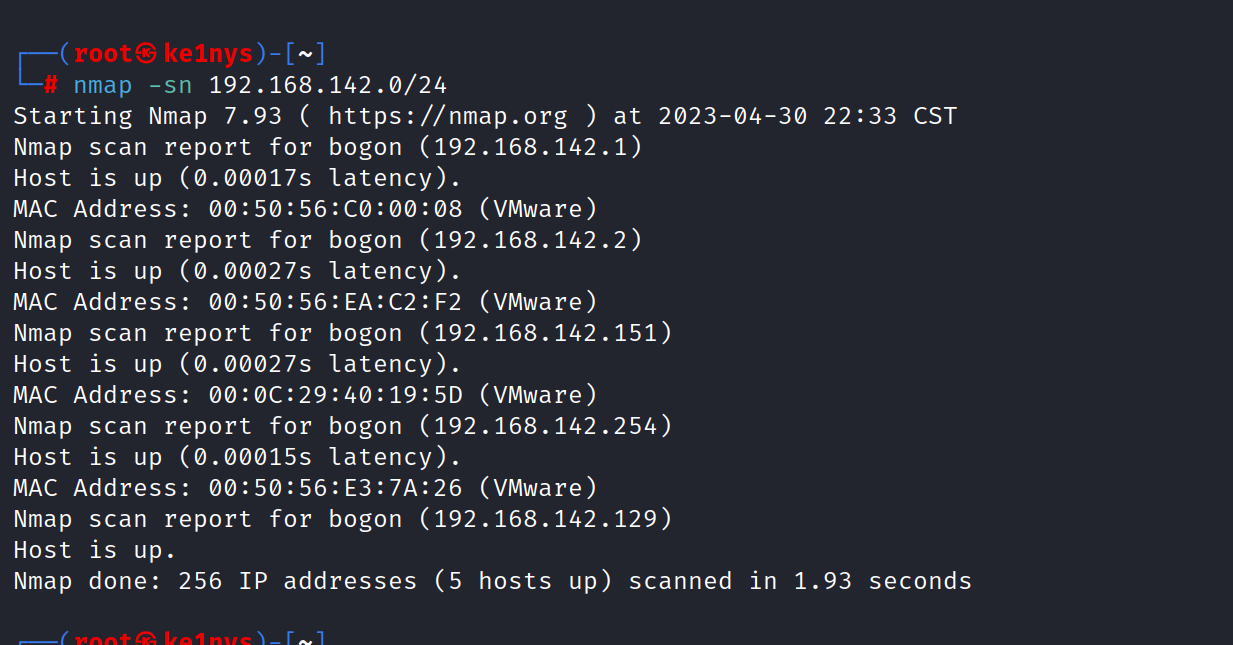 ┌──(root㉿ke1nys)-[~]
└─# nmap -sn 192.168.142.0/24
Starting Nmap 7.93 ( https://nmap.org ) at 2023-04-30 22:33 CST
Nmap scan report for bogon (192.168.142.1)
Host is up (0.00017s latency).
MAC Address: 00:50:56:C0:00:08 (VMware)
Nmap scan report for bogon (192.168.142.2)
Host is up (0.00027s latency).
MAC Address: 00:50:56:EA:C2:F2 (VMware)
Nmap scan report for bogon (192.168.142.151)
Host is up (0.00027s latency).
MAC Address: 00:0C:29:40:19:5D (VMware)
Nmap scan report for bogon (192.168.142.254)
Host is up (0.00015s latency).
MAC Address: 00:50:56:E3:7A:26 (VMware)
Nmap scan report for bogon (192.168.142.129)
Host is up.
Nmap done: 256 IP addresses (5 hosts up) scanned in 1.93 seconds
┌──(root㉿ke1nys)-[~]